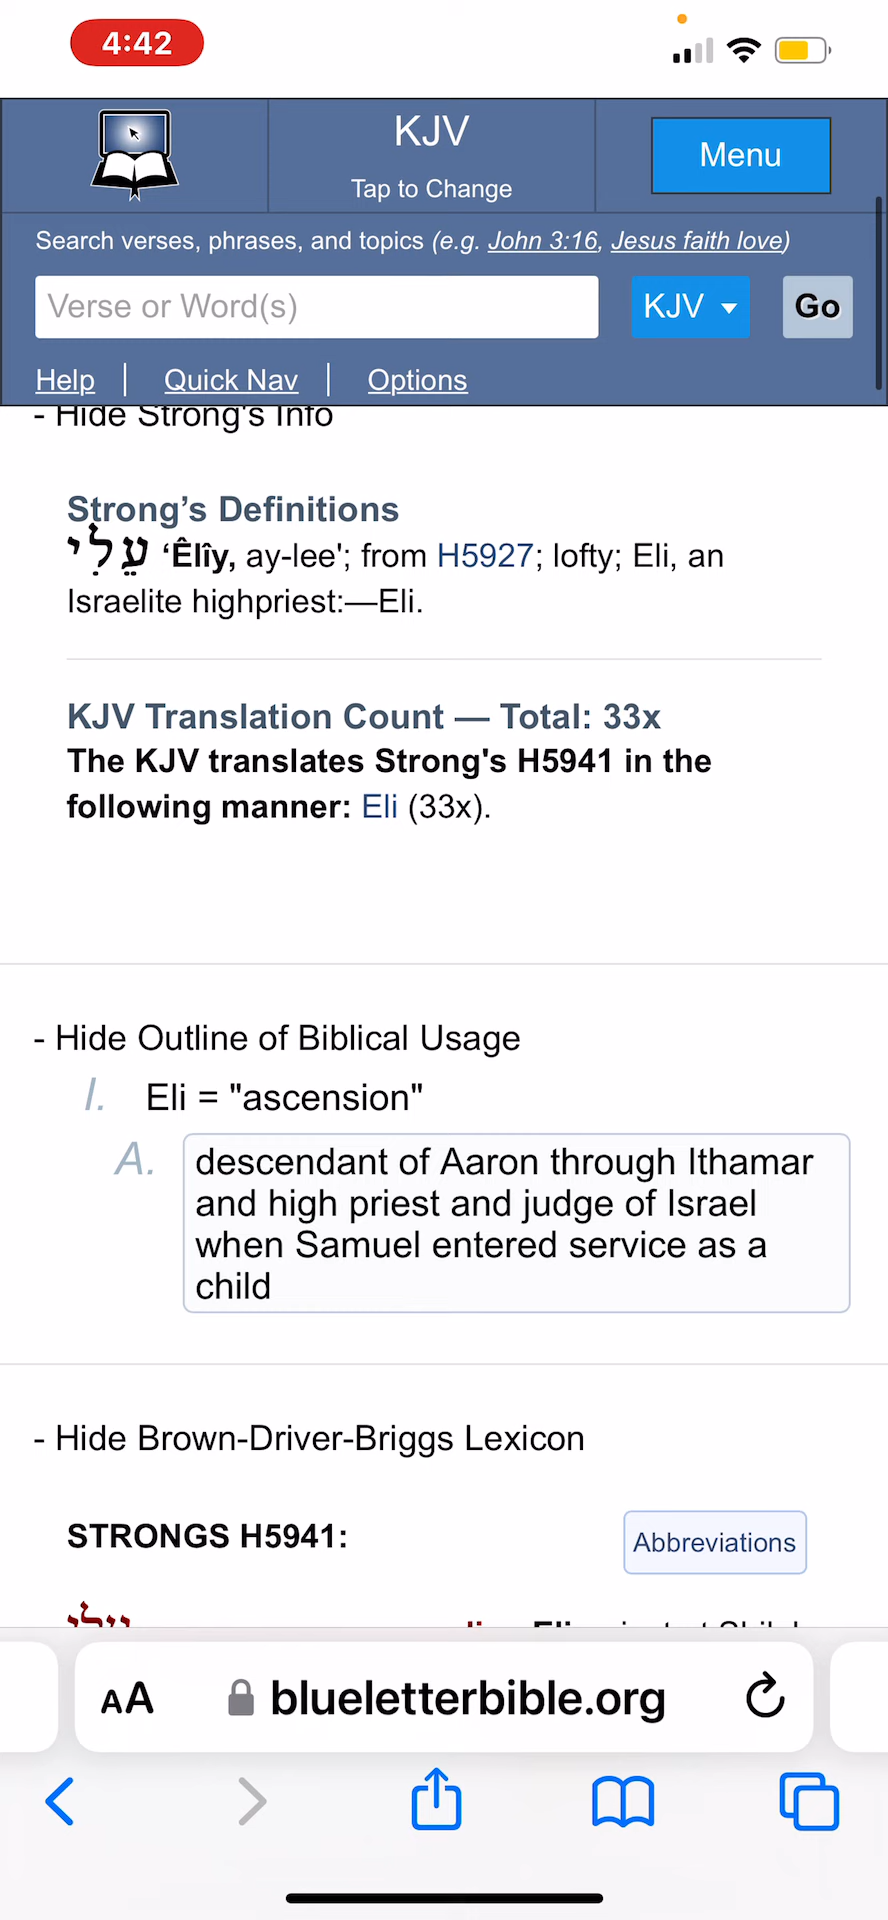 4:42
KJV
Tap to Change
Menu
Search verses, phrases, and topics (e.g. John 3:16, Jesus faith love)
Verse or Word(s)
KJV
Go
Help | Quick Nav | Options
- Hide Strong's Info
Strong’s Definitions
עֵלִי ‘Êlîy, ay-lee'; from H5927; lofty; Eli, an
Israelite highpriest:—Eli.
KJV Translation Count — Total: 33x
The KJV translates Strong's H5941 in the
following manner: Eli (33x).
- Hide Outline of Biblical Usage
I. Eli = "ascension"
A. descendant of Aaron through Ithamar
and high priest and judge of Israel
when Samuel entered service as a
child
- Hide Brown-Driver-Briggs Lexicon
STRONGS H5941:
Abbreviations
AA blueletterbible.org